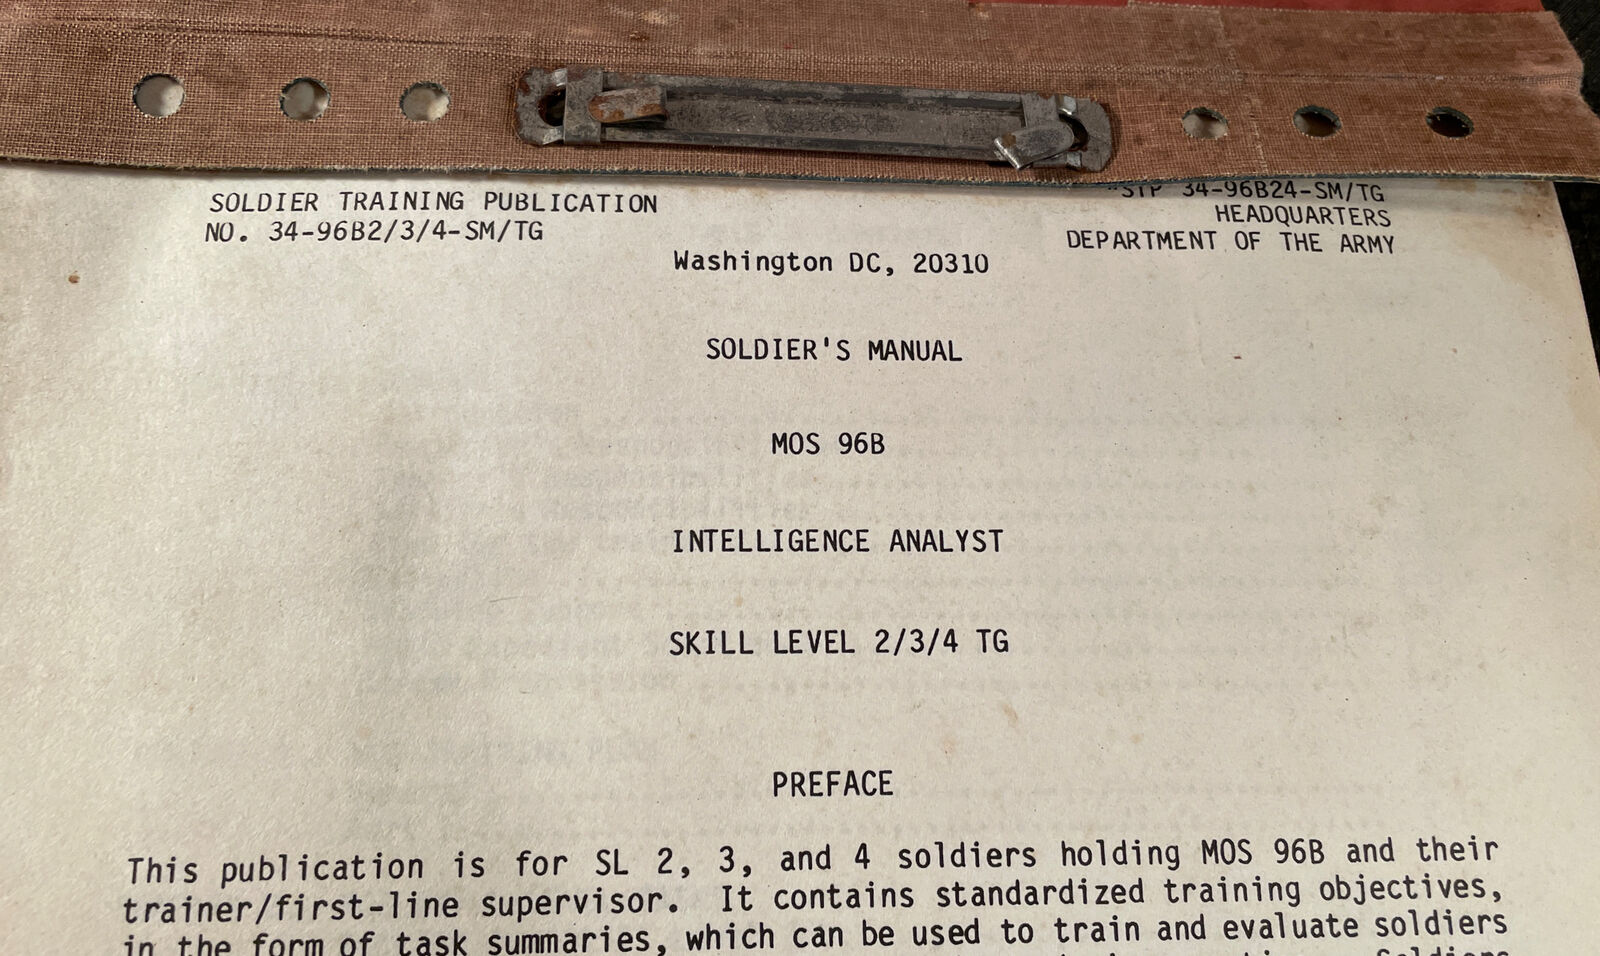 "STP 34-96B24-SM/TG
SOLDIER TRAINING PUBLICATION
NO. 34-96B2/3/4-SM/TG
HEADQUARTERS
DEPARTMENT OF THE ARMY
Washington DC, 20310
SOLDIER'S MANUAL
MOS 96B
INTELLIGENCE ANALYST
SKILL LEVEL 2/3/4 TG
PREFACE
This publication is for SL 2, 3, and 4 soldiers holding MOS 96B and their
trainer/first-line supervisor. It contains standardized training objectives,
in the form of task summaries, which can be used to train and evaluate soldiers
Soldiers